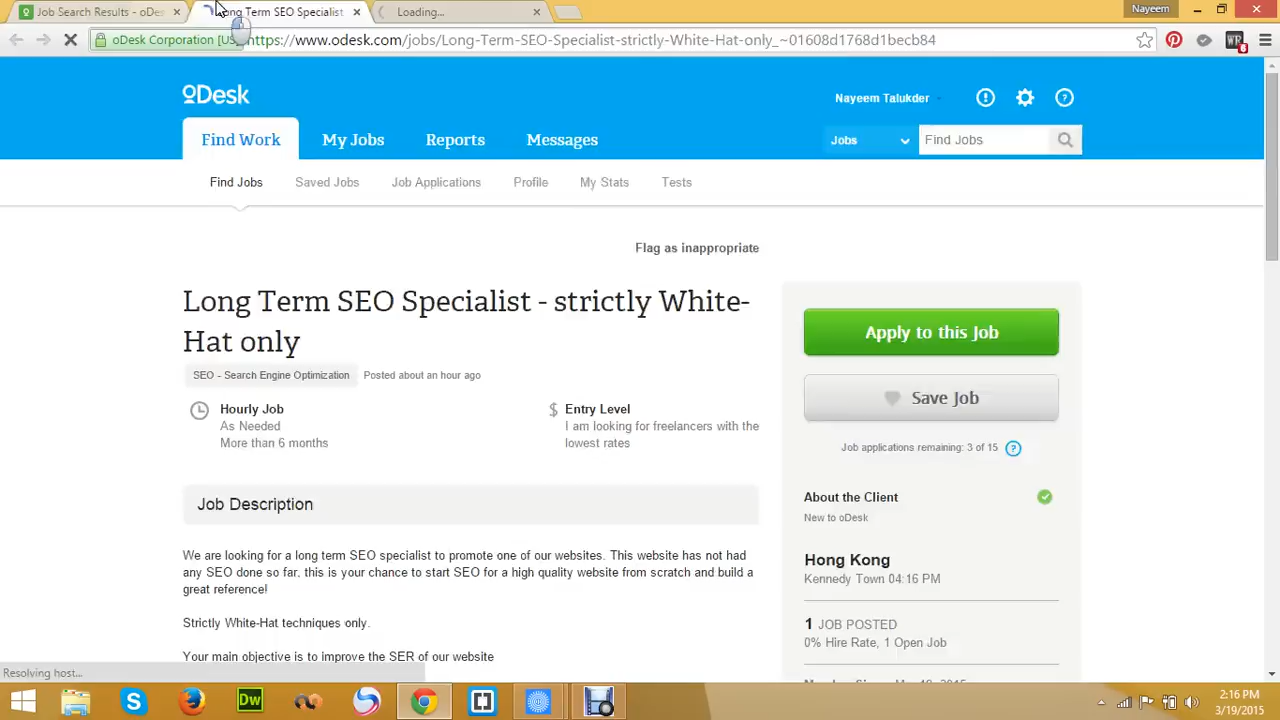 Job Search Results - oDes
Long Term SEO Specialist
Loading...
Nayeem
oDesk Corporation [US]
https://www.odesk.com/jobs/Long-Term-SEO-Specialist-strictly-White-Hat-only_~01608d1768d1becb84
oDesk
Nayeem Talukder
Find Work
My Jobs
Reports
Messages
Jobs
Find Jobs
Find Jobs
Saved Jobs
Job Applications
Profile
My Stats
Tests
Flag as inappropriate
Long Term SEO Specialist - strictly White-
Hat only
SEO - Search Engine Optimization
Posted about an hour ago
Hourly Job
As Needed
More than 6 months
$ Entry Level
I am looking for freelancers with the
lowest rates
Job Description
We are looking for a long term SEO specialist to promote one of our websites. This website has not had
any SEO done so far, this is your chance to start SEO for a high quality website from scratch and build a
great reference!
Strictly White-Hat techniques only.
Your main objective is to improve the SER of our website
Apply to this Job
Save Job
Job applications remaining: 3 of 15 ?
About the Client
New to oDesk
Hong Kong
Kennedy Town 04:16 PM
1 JOB POSTED
0% Hire Rate, 1 Open Job
Resolving host...
Dw
2:16 PM
3/19/2015